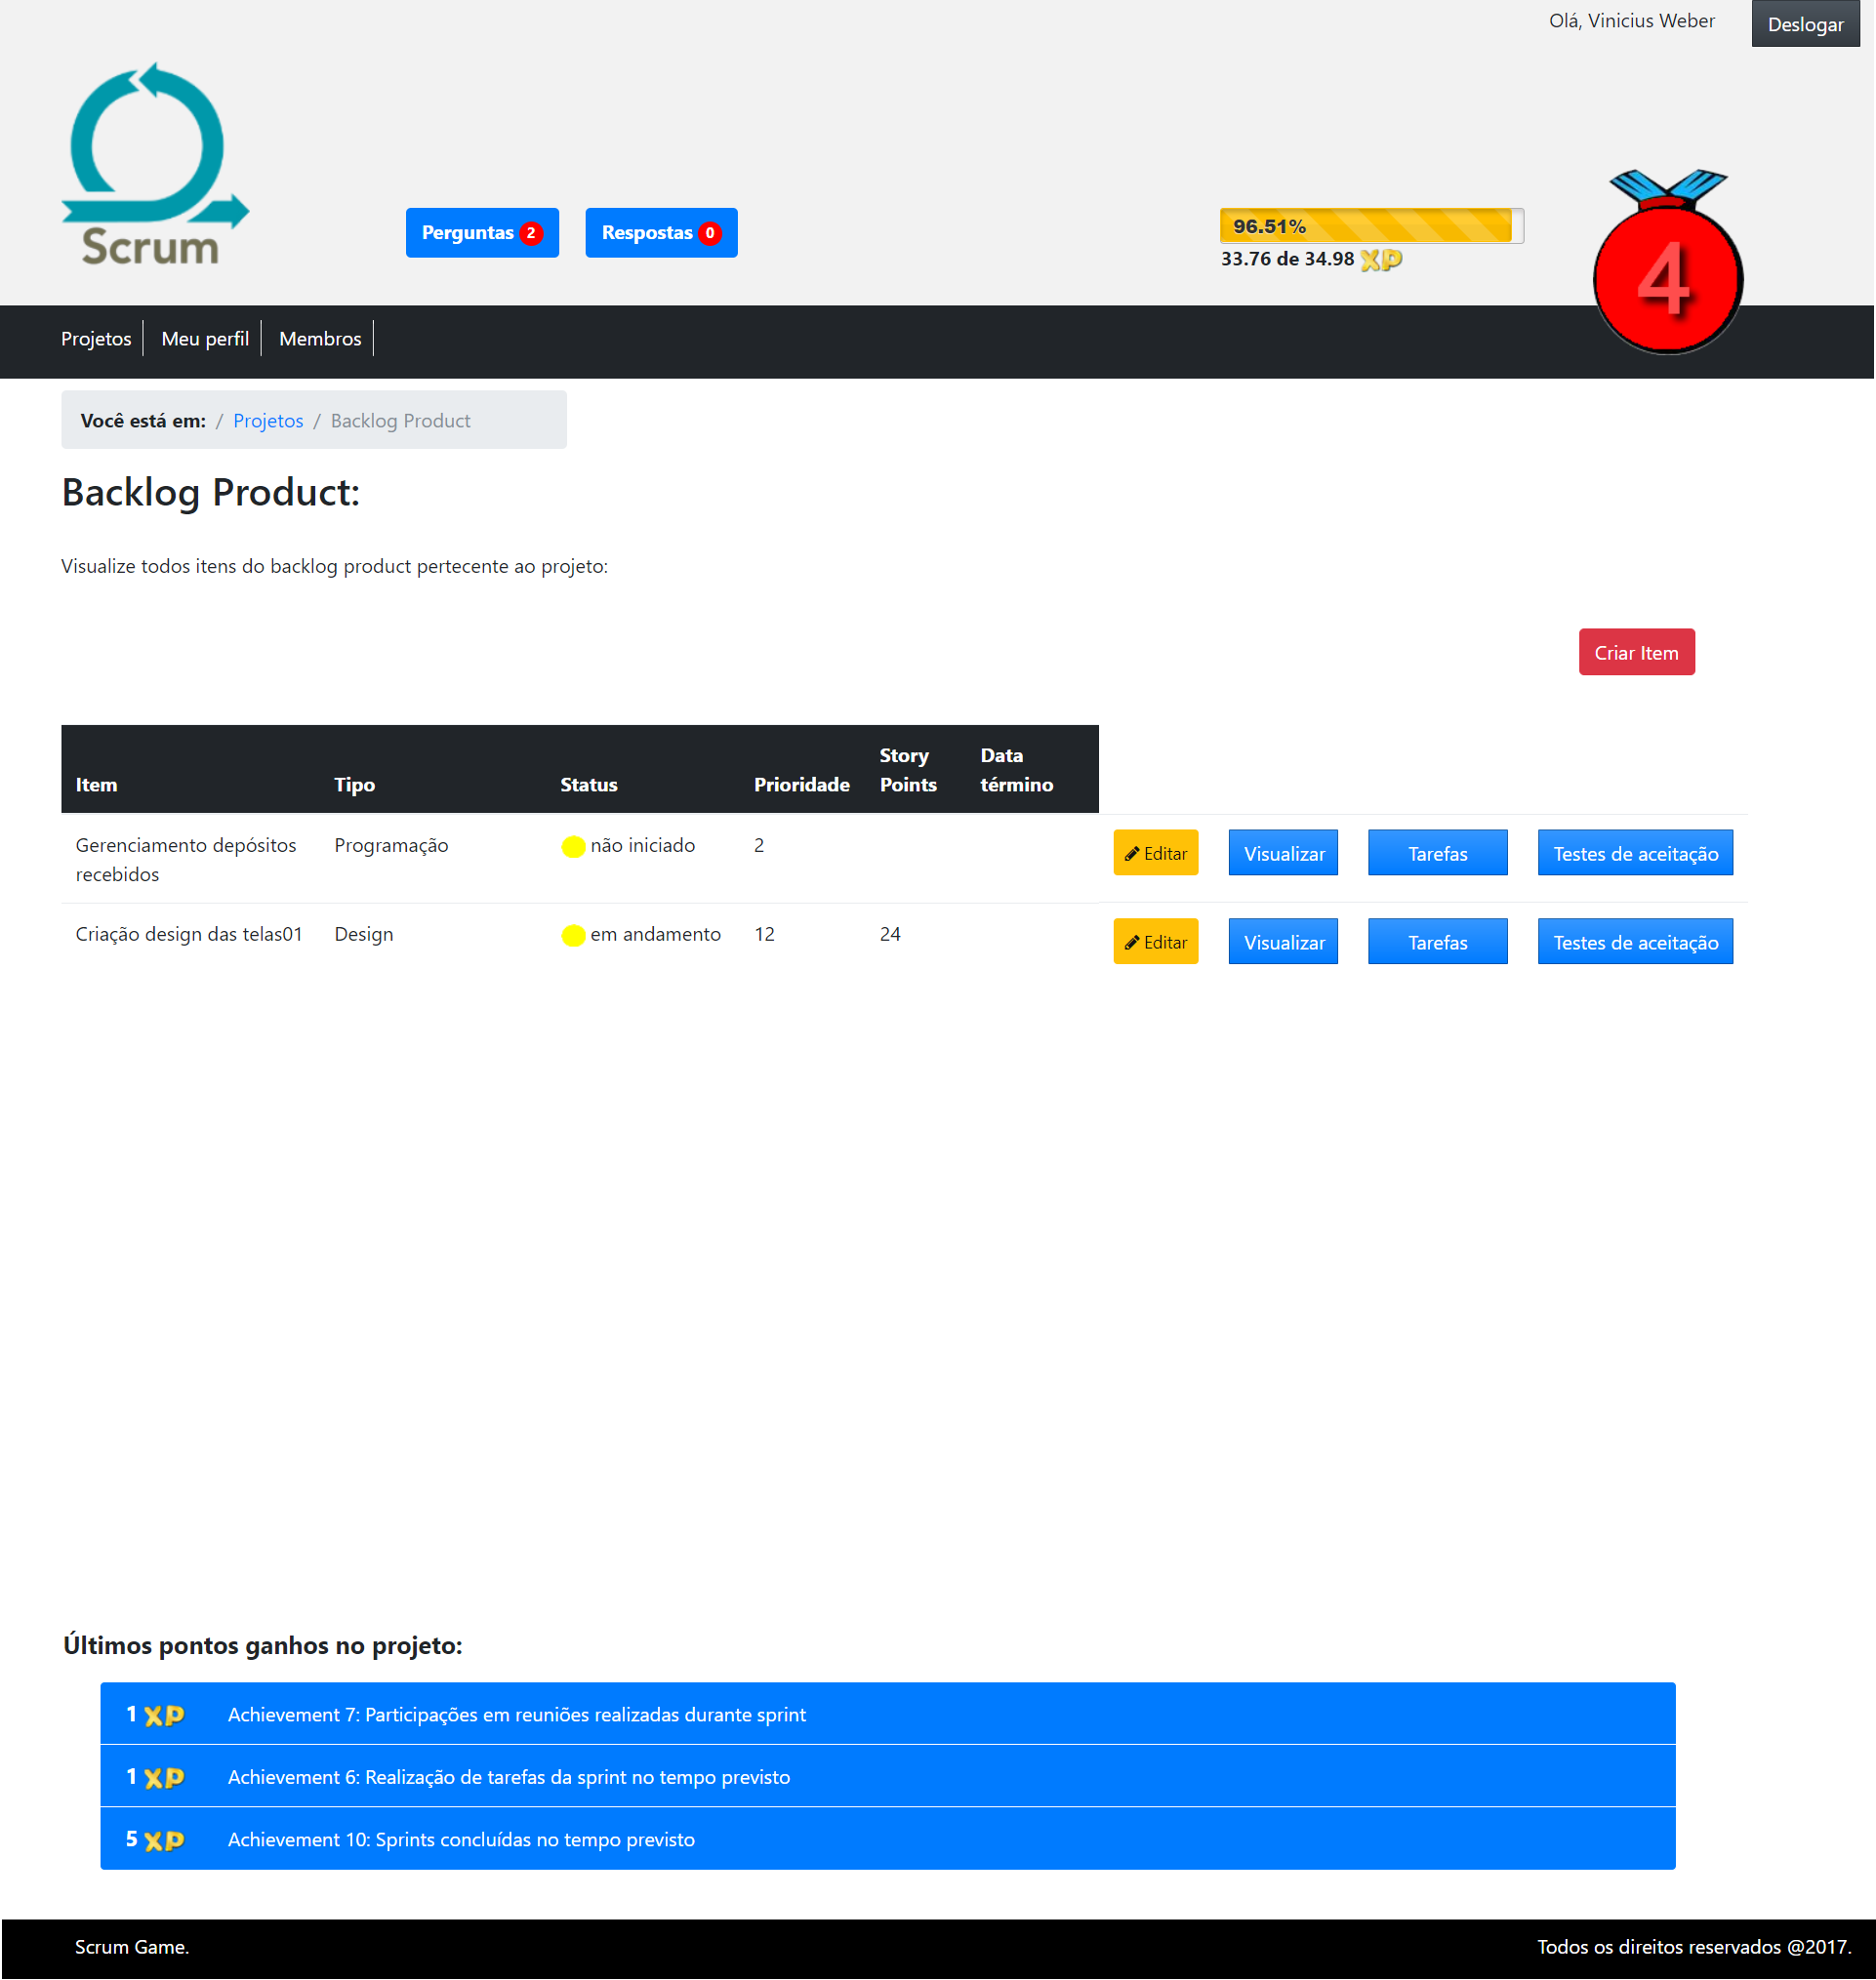 Olá, Vinicius Weber
Deslogar
Scrum
Perguntas 2
Respostas 0
96.51%
33.76 de 34.98 XP
4
Projetos
Meu perfil
Membros
Você está em: / Projetos / Backlog Product
Backlog Product:
Visualize todos itens do backlog product pertecente ao projeto:
Criar Item
Item Tipo Status Prioridade Story Points Data término
Gerenciamento depósitos recebidos Programação não iniciado 2 Editar Visualizar Tarefas Testes de aceitação
Criação design das telas01 Design em andamento 12 24 Editar Visualizar Tarefas Testes de aceitação
Últimos pontos ganhos no projeto:
1 XP Achievement 7: Participações em reuniões realizadas durante sprint
1 XP Achievement 6: Realização de tarefas da sprint no tempo previsto
5 XP Achievement 10: Sprints concluídas no tempo previsto
Scrum Game. Todos os direitos reservados @2017.